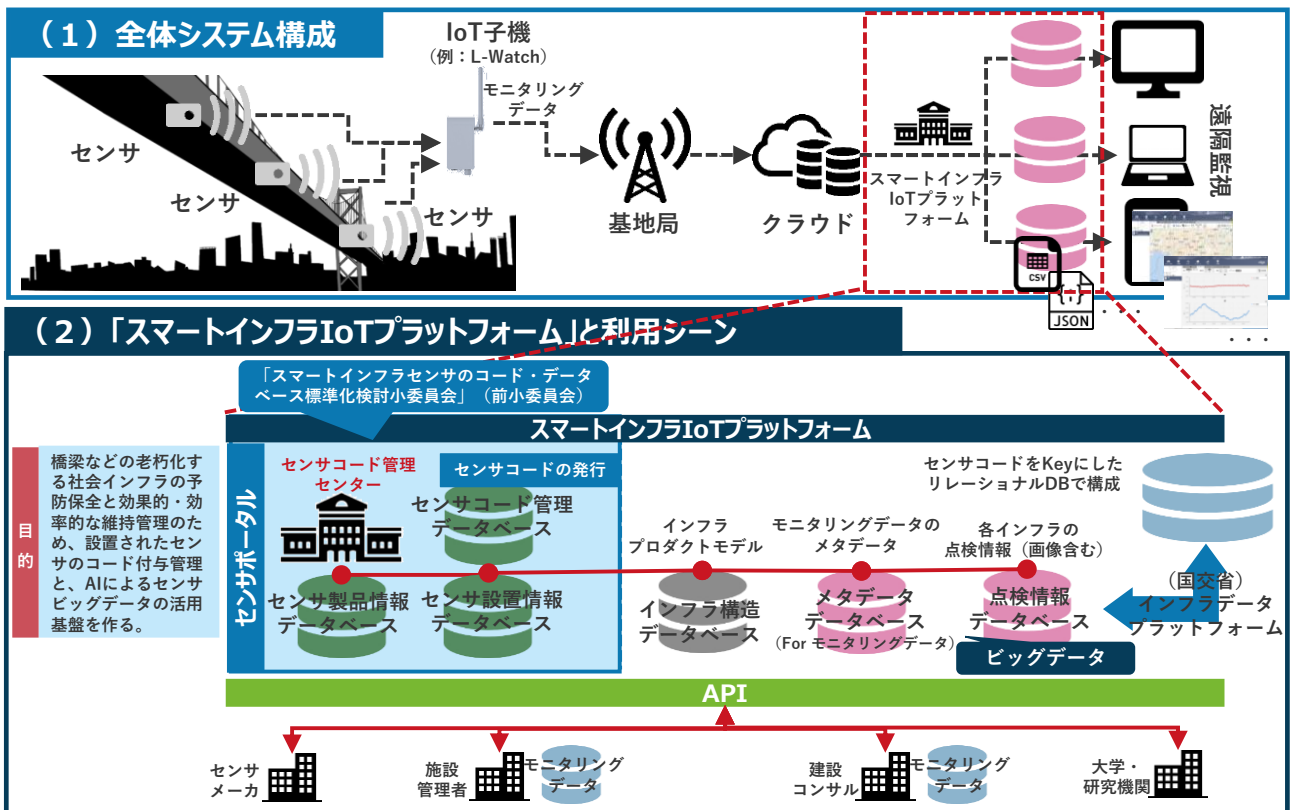 （1）全体システム構成
IoT子機
（例：L-Watch）
モニタリング
データ
センサ
センサ
センサ
基地局
クラウド
スマートインフラ
IoTプラット
フォーム
遠隔監視
CSV
{;}
JSON
・・・
・・・
（2）「スマートインフラIoTプラットフォーム」と利用シーン
「スマートインフラセンサのコード・データ
ベース標準化検討小委員会」（前小委員会）
スマートインフラIoTプラットフォーム
目的
橋梁などの老朽化す
る社会インフラの予
防保全と効果的・効
率的な維持管理のた
め、設置されたセン
サのコード付与管理
と、AIによるセンサ
ビッグデータの活用
基盤を作る。
センサポータル
センサコード管理
センター
センサコードの発行
センサコード管理
データベース
センサ製品情報
データベース
センサ設置情報
データベース
インフラ
プロダクトモデル
インフラ構造
データベース
モニタリングデータの
メタデータ
メタデータ
データベース
（For モニタリングデータ）
センサコードをKeyにした
リレーショナルDBで構成
各インフラの
点検情報（画像含む）
点検情報
データベース
ビッグデータ
（国交省）
インフラデータ
プラットフォーム
API
センサ
メーカ
施設
管理者
モニタリング
データ
建設
コンサル
モニタリング
データ
大学・
研究機関